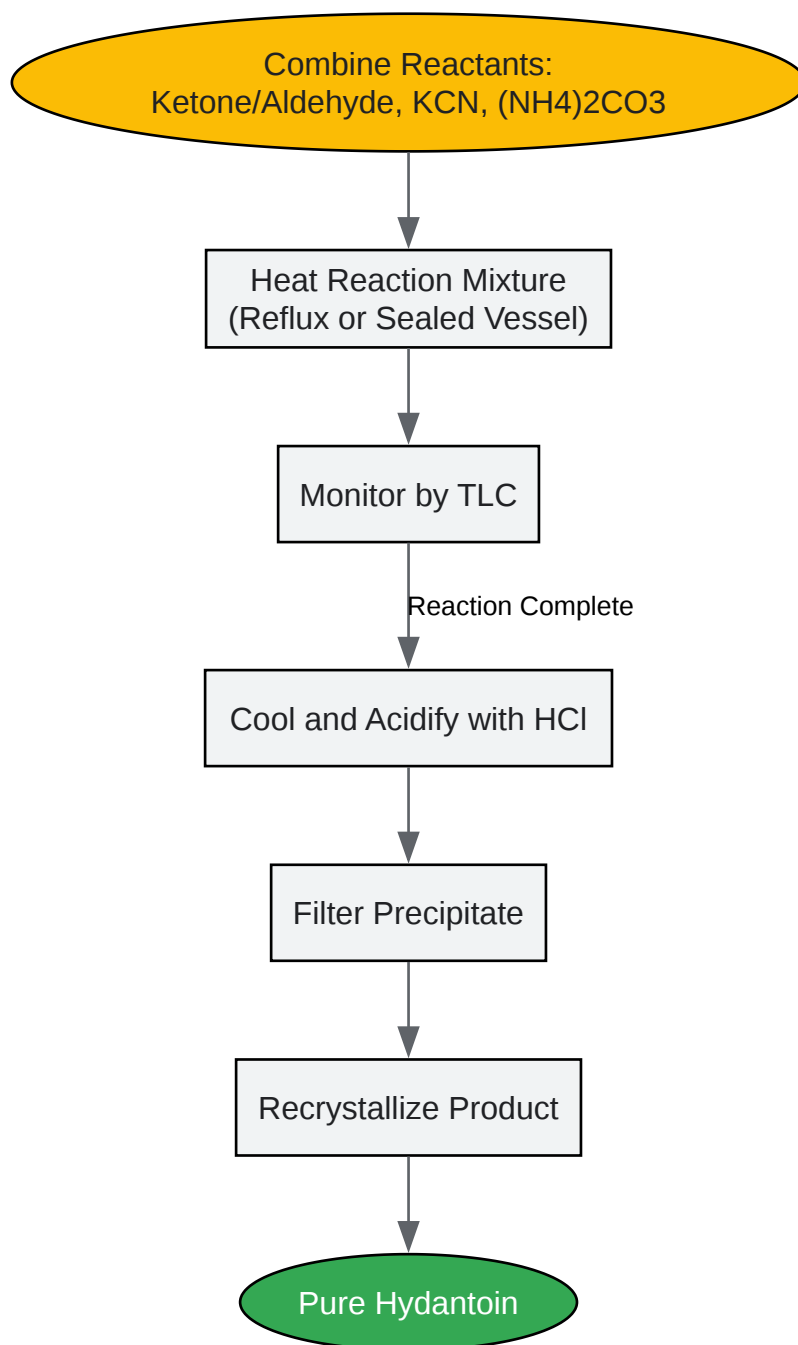 Combine Reactants:
Ketone/Aldehyde, KCN, (NH4)2CO3
Heat Reaction Mixture
(Reflux or Sealed Vessel)
Monitor by TLC
Reaction Complete
Cool and Acidify with HCl
Filter Precipitate
Recrystallize Product
Pure Hydantoin